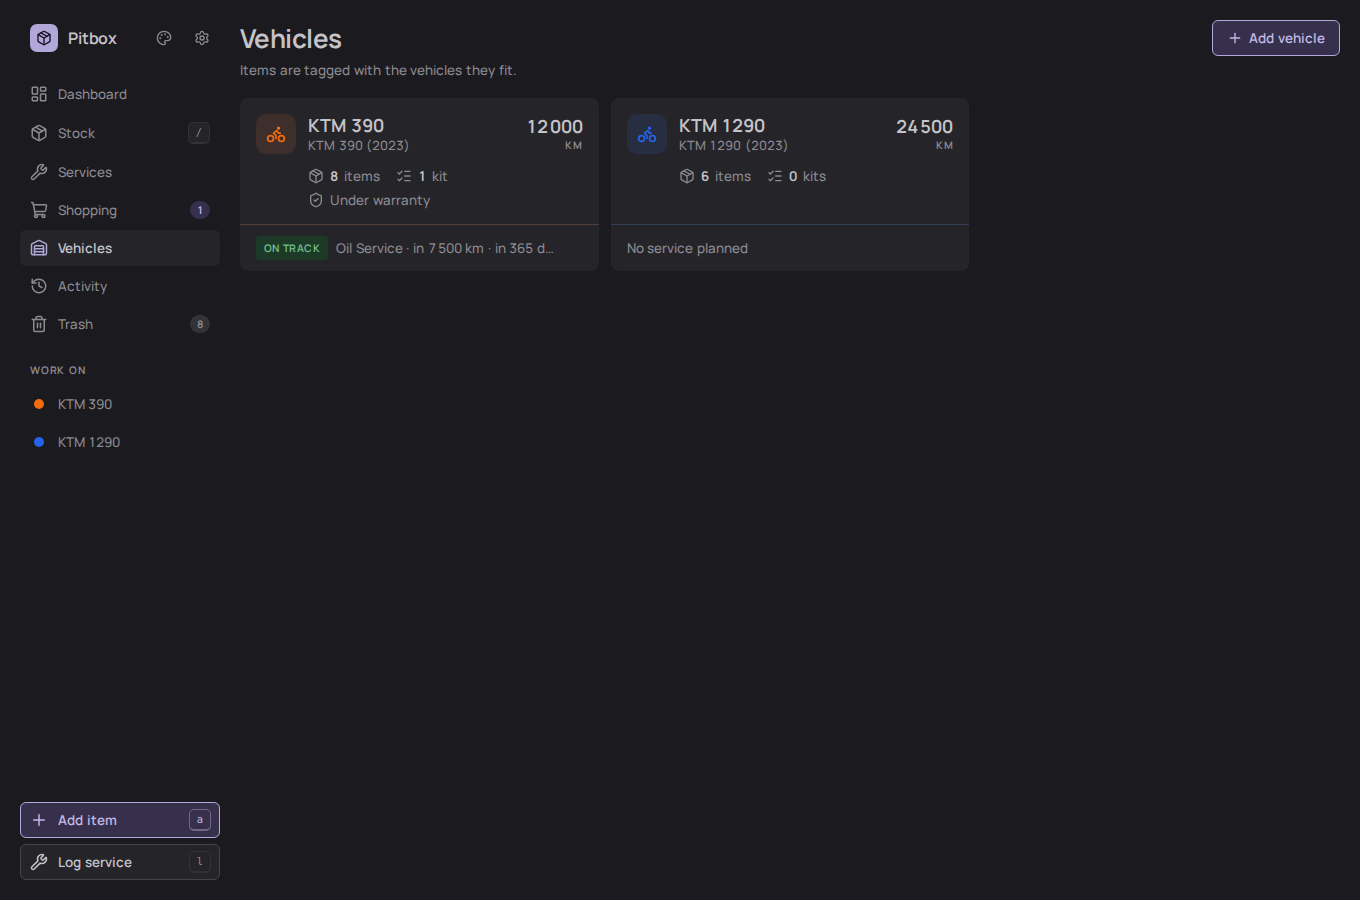 Pitbox
Dashboard
Stock /
Services
Shopping 1
Vehicles
Activity
Trash 8
WORK ON
KTM 390
KTM 1290
Add item a
Log service l
Vehicles
Items are tagged with the vehicles they fit.
Add vehicle
KTM 390
KTM 390 (2023)
12 000
KM
8 items 1 kit
Under warranty
ON TRACK Oil Service · in 7 500 km · in 365 d…
KTM 1290
KTM 1290 (2023)
24 500
KM
6 items 0 kits
No service planned